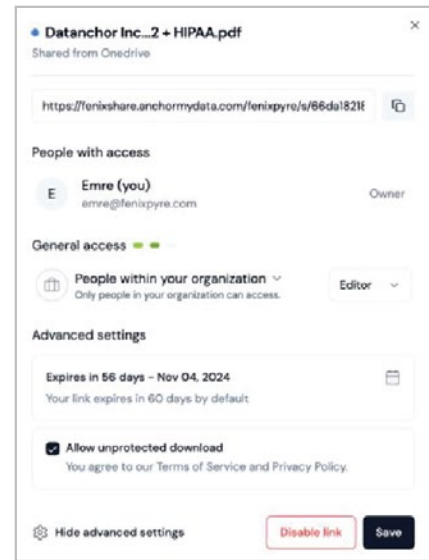 Datanchor Inc...2 + HIPAA.pdf
Shared from Onedrive
https://fenixshare.anchormydata.com/fenixpyre/s/66da18218
People with access
E
Emre (you)
emre@fenixpyre.com
Owner
General access
People within your organization
Only people in your organization can access.
Editor
Advanced settings
Expires in 56 days - Nov 04, 2024
Your link expires in 60 days by default
Allow unprotected download
You agree to our Terms of Service and Privacy Policy.
Hide advanced settings
Disable link
Save